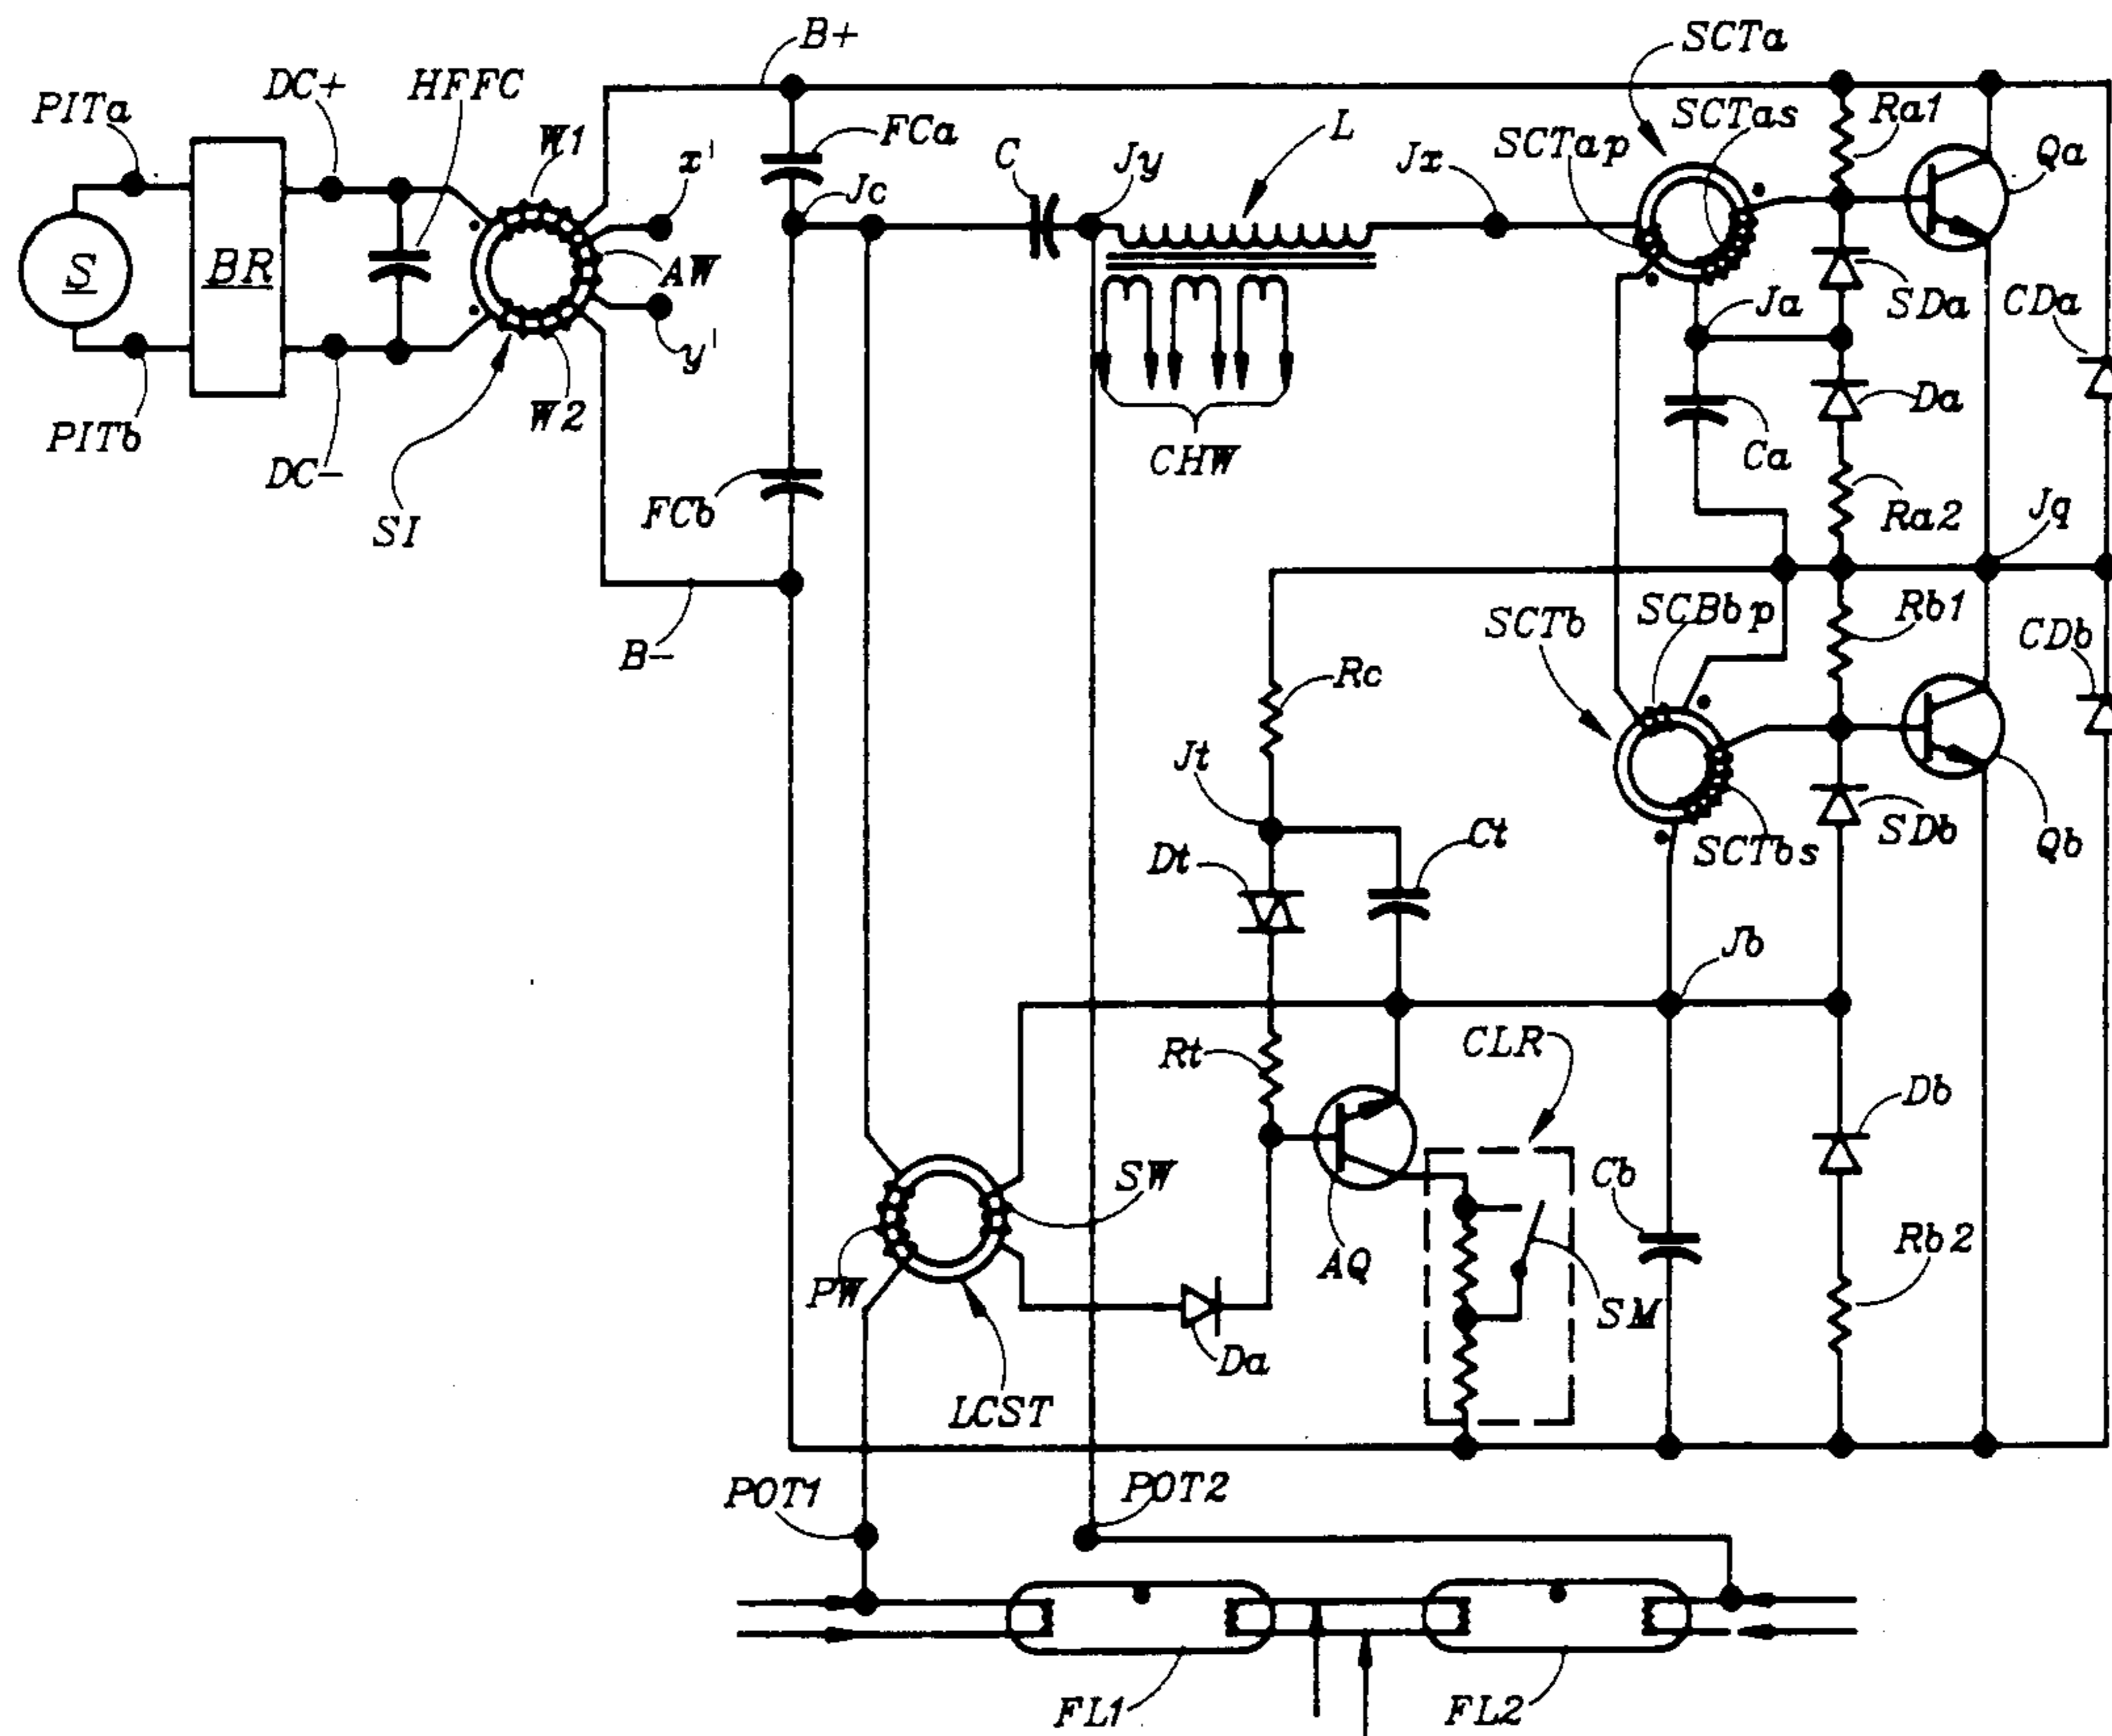 B+
SCTa
DC+
HFFC
PITa
W1
FCa
SCTas
Ra1
x'
C
Jy
L
Jx
SCTap
Qa
Jc
S
BR
AW
Ja
SDa
CDa
y'
W2
Da
PITb
DC-
CHW
Ca
SI
FCb
Ra2
Jq
SCTb
SCBbp
Rb1
CDb
B-
Rc
Jt
Ct
SCTbs
SDb
Qb
Dt
Jb
CLR
Rt
Db
SW
Cb
PW
AQ
SM
Rb2
Da
LCST
POT1
POT2
FL1
FL2